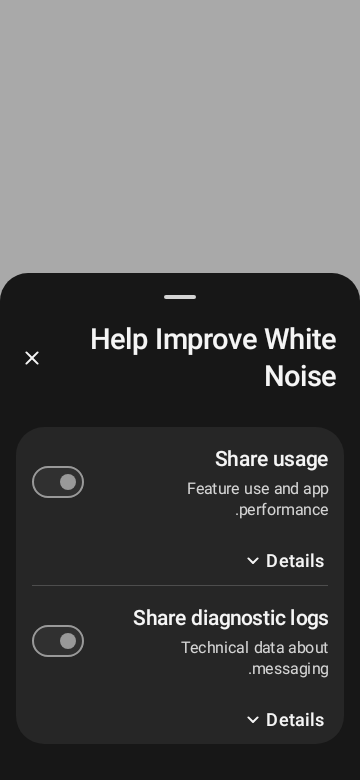 Help Improve White
Noise
Share usage
Feature use and app
.performance
Details
Share diagnostic logs
Technical data about
.messaging
Details